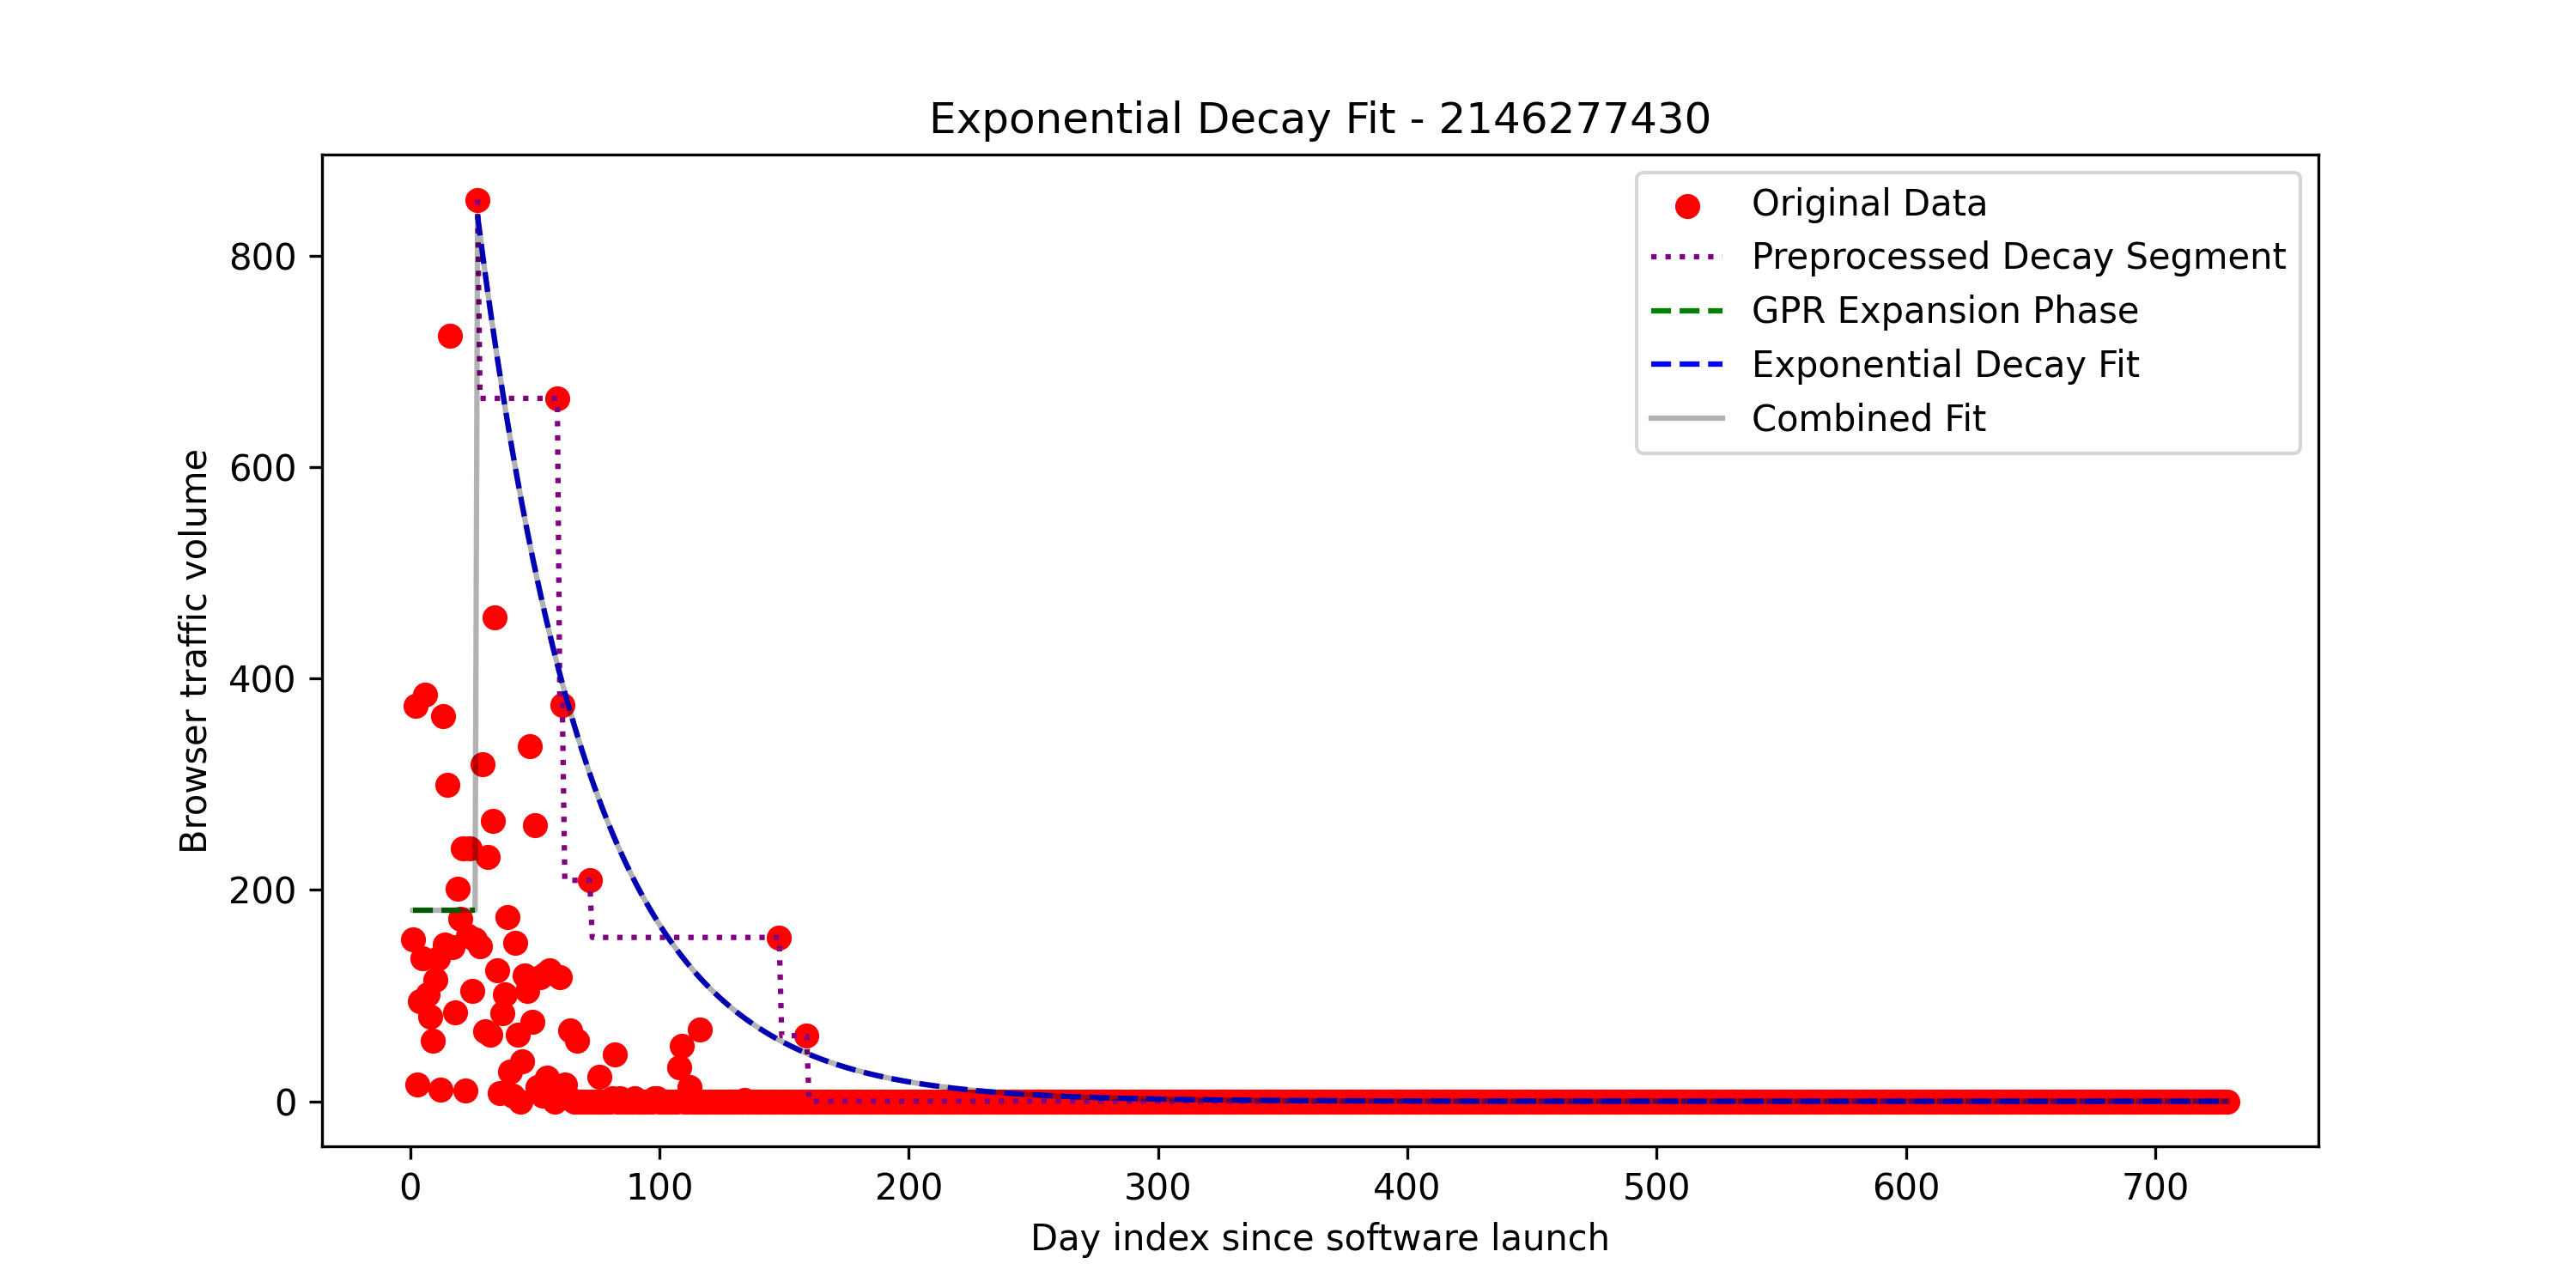 Exponential Decay Fit - 2146277430
Original Data
Preprocessed Decay Segment
GPR Expansion Phase
Exponential Decay Fit
Combined Fit
Browser traffic volume
800
600
400
200
0
0 100 200 300 400 500 600 700
Day index since software launch